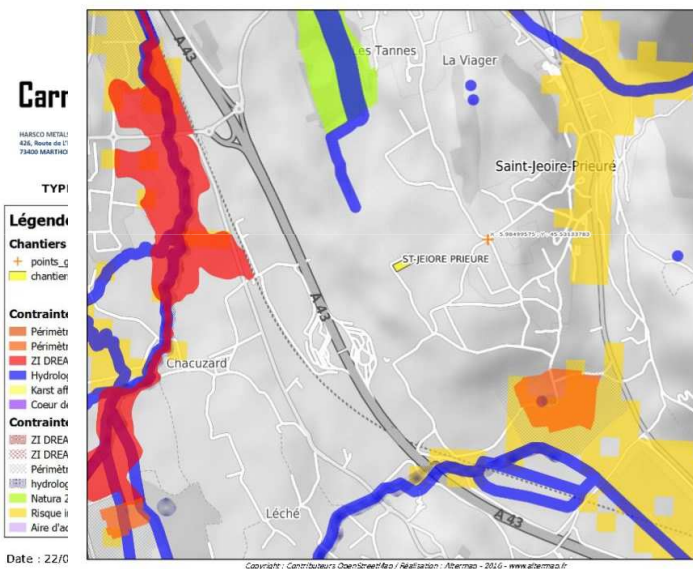 Carr
HARSCO METALS
426, Route de l'I
73400 MARTHO
TYPI
Légende
Chantiers
points_g
chantier
Contrainte
Périmètr
Périmètr
ZI DREA
Hydrolog
Karst aff
Coeur de
Contrainte
ZI DREA
ZI DREA
Périmètr
hydrolog
Natura 2
Risque i
Aire d'ad
Date : 22/0
A 43
Les Tannes
La Viager
Saint-Jeoire-Prieuré
ST-JEIORE PRIEURE
A 43
Chacuzard
Léché
A 43
Copyright : Contributeurs OpenStreetMap / Réalisation : Altermap - 2016 - www.altermap.fr